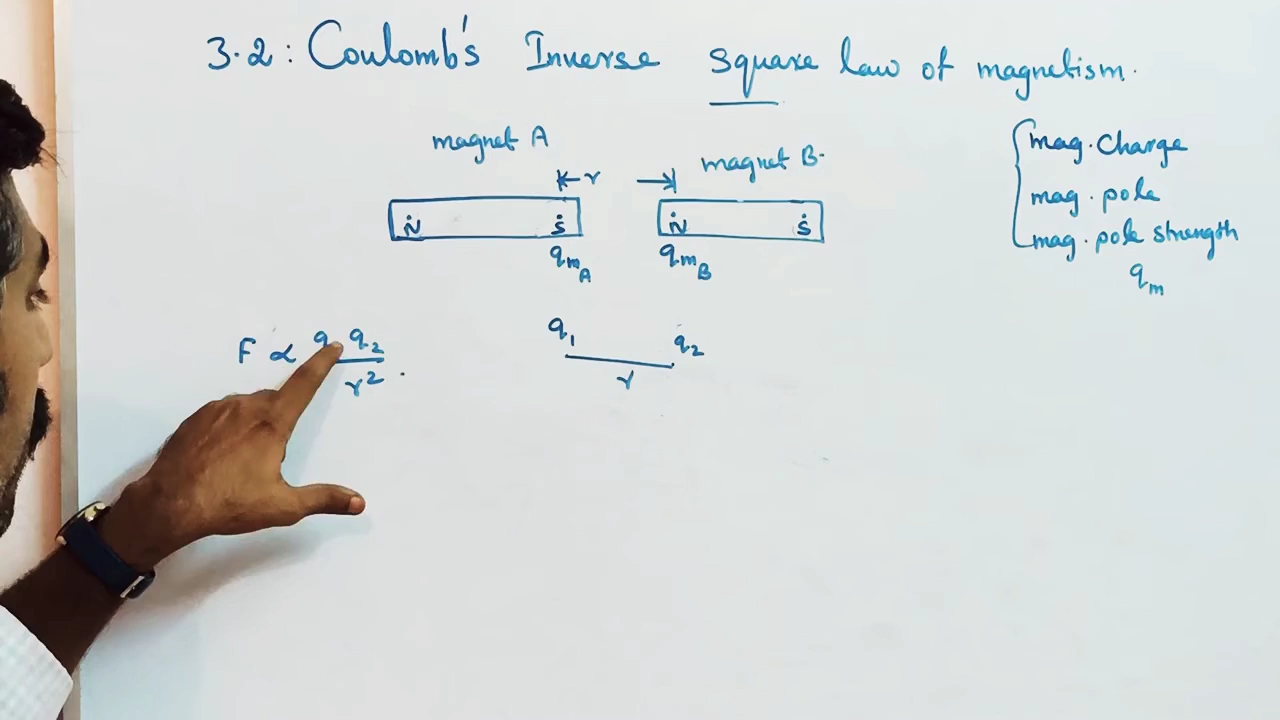 3.2: Coulomb's Inverse square law of magnetism.
magnet A
magnet B.
r
N S
N S
q_mA
q_mB
{mag. Charge
mag. pole
mag. pole strength
q_m
F ∝ q q₂
r²
q₁ q₂
r